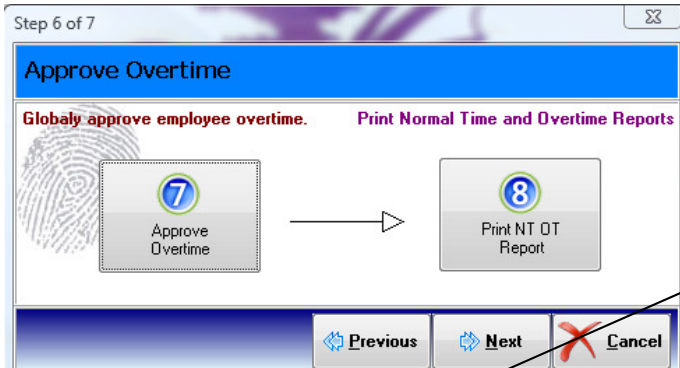 Step 6 of 7
Approve Overtime
Globaly approve employee overtime.
Print Normal Time and Overtime Reports
7
Approve
Overtime
8
Print NT OT
Report
Previous
Next
Cancel